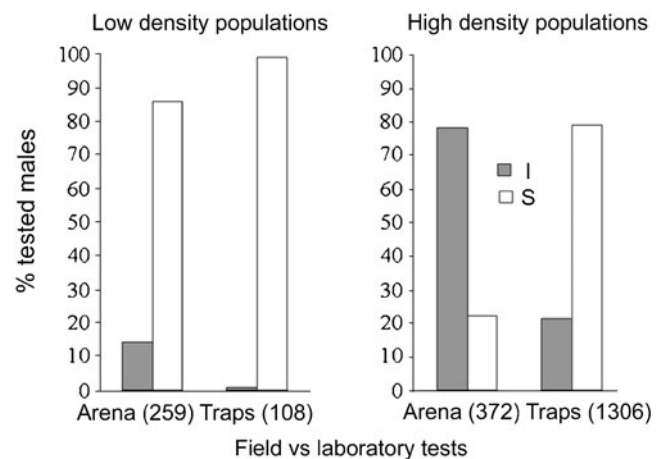 Low density populations
High density populations
% tested males
100
90
80
70
60
50
40
30
20
10
0
100
90
80
70
60
50
40
30
20
10
0
I
S
Arena (259) Traps (108)
Arena (372) Traps (1306)
Field vs laboratory tests